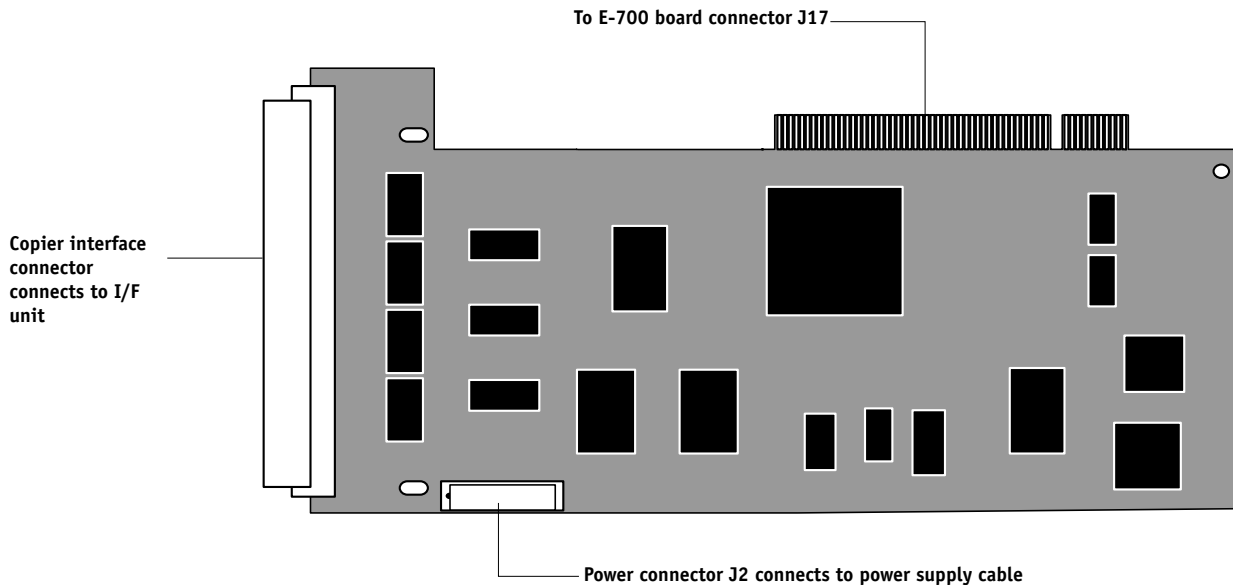 To E-700 board connector J17
Copier interface
connector
connects to I/F
unit
Power connector J2 connects to power supply cable